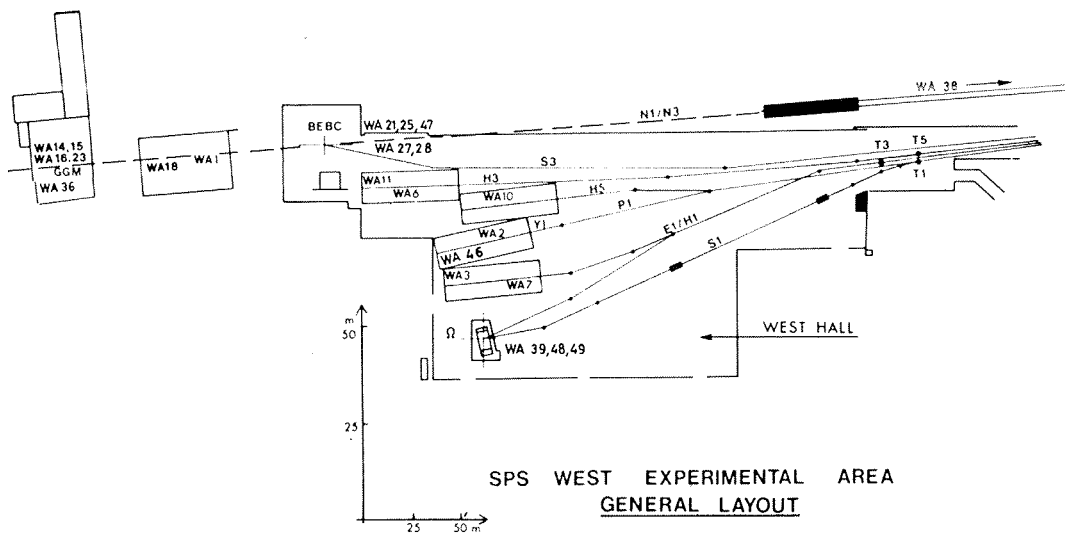 WA 38
N1/N3
BEBC
WA 21,25,47
WA 27,28
WA14,15
WA16,23
GGM
WA 36
WA18
WA1
T3
T5
T1
S3
WA11
H3
WA6
WA10
H5
P1
Y1
WA2
WA 46
E1/H1
S1
WA3
WA7
Ω
WA 39,48,49
WEST HALL
m
50
25
25
50 m
SPS WEST EXPERIMENTAL AREA
GENERAL LAYOUT